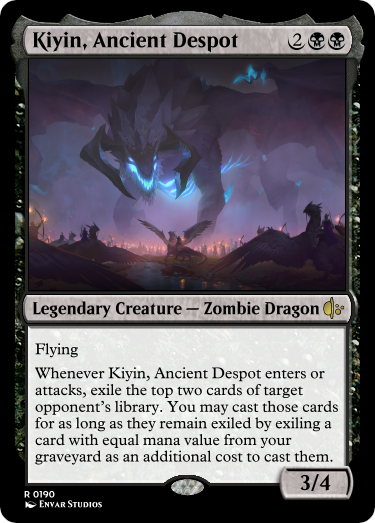 Kiyin, Ancient Despot 2
Legendary Creature — Zombie Dragon
Flying
Whenever Kiyin, Ancient Despot enters or
attacks, exile the top two cards of target
opponent's library. You may cast those cards
for as long as they remain exiled by exiling a
card with equal mana value from your
graveyard as an additional cost to cast them.
3/4
R 0190
Envar Studios